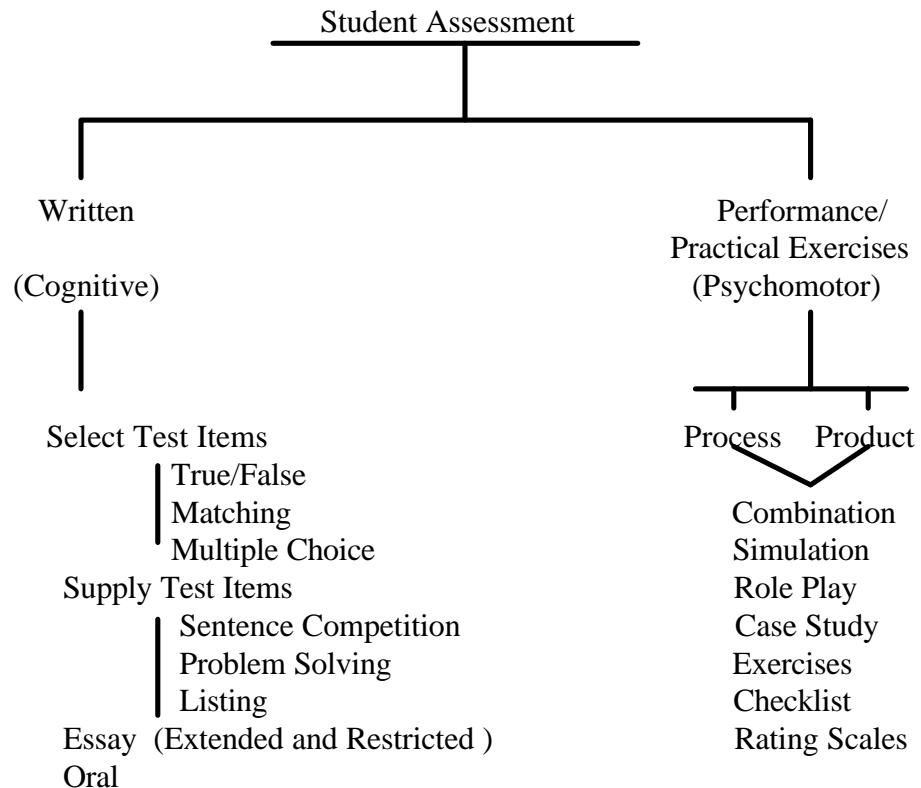 Student Assessment
Written
(Cognitive)
Select Test Items
True/False
Matching
Multiple Choice
Supply Test Items
Sentence Competition
Problem Solving
Listing
Essay (Extended and Restricted )
Oral
Performance/
Practical Exercises
(Psychomotor)
Process Product
Combination
Simulation
Role Play
Case Study
Exercises
Checklist
Rating Scales